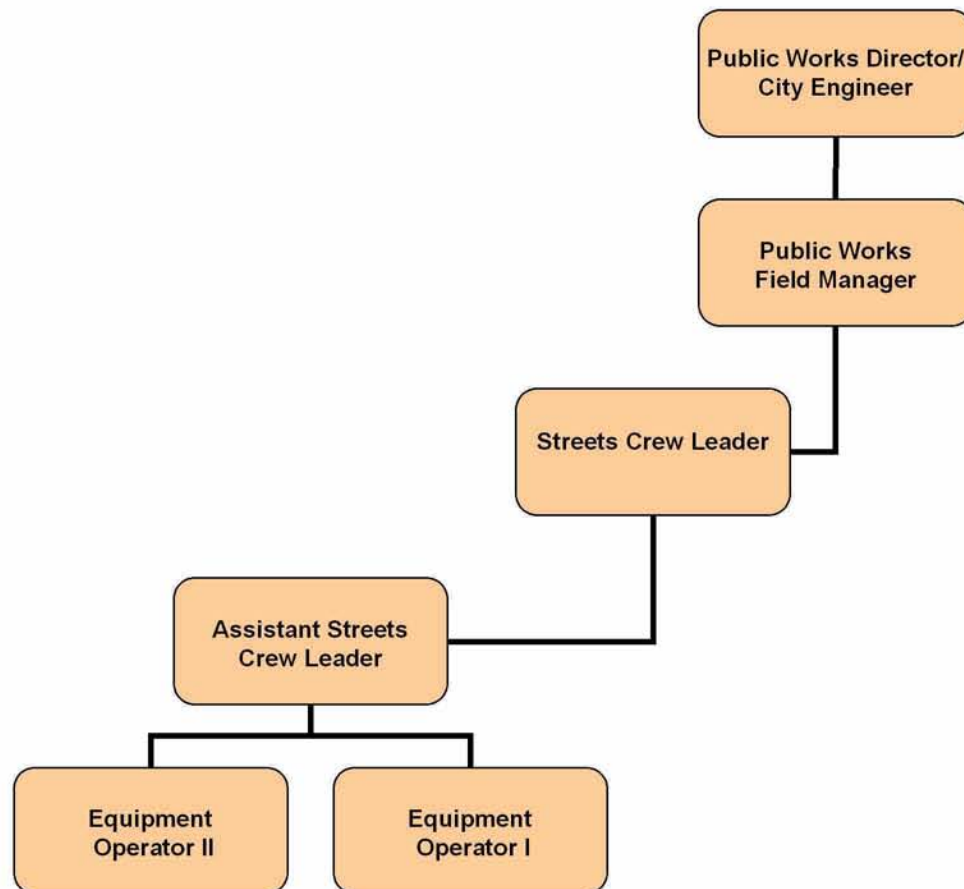 Public Works Director/
City Engineer
Public Works
Field Manager
Streets Crew Leader
Assistant Streets
Crew Leader
Equipment
Operator II
Equipment
Operator I